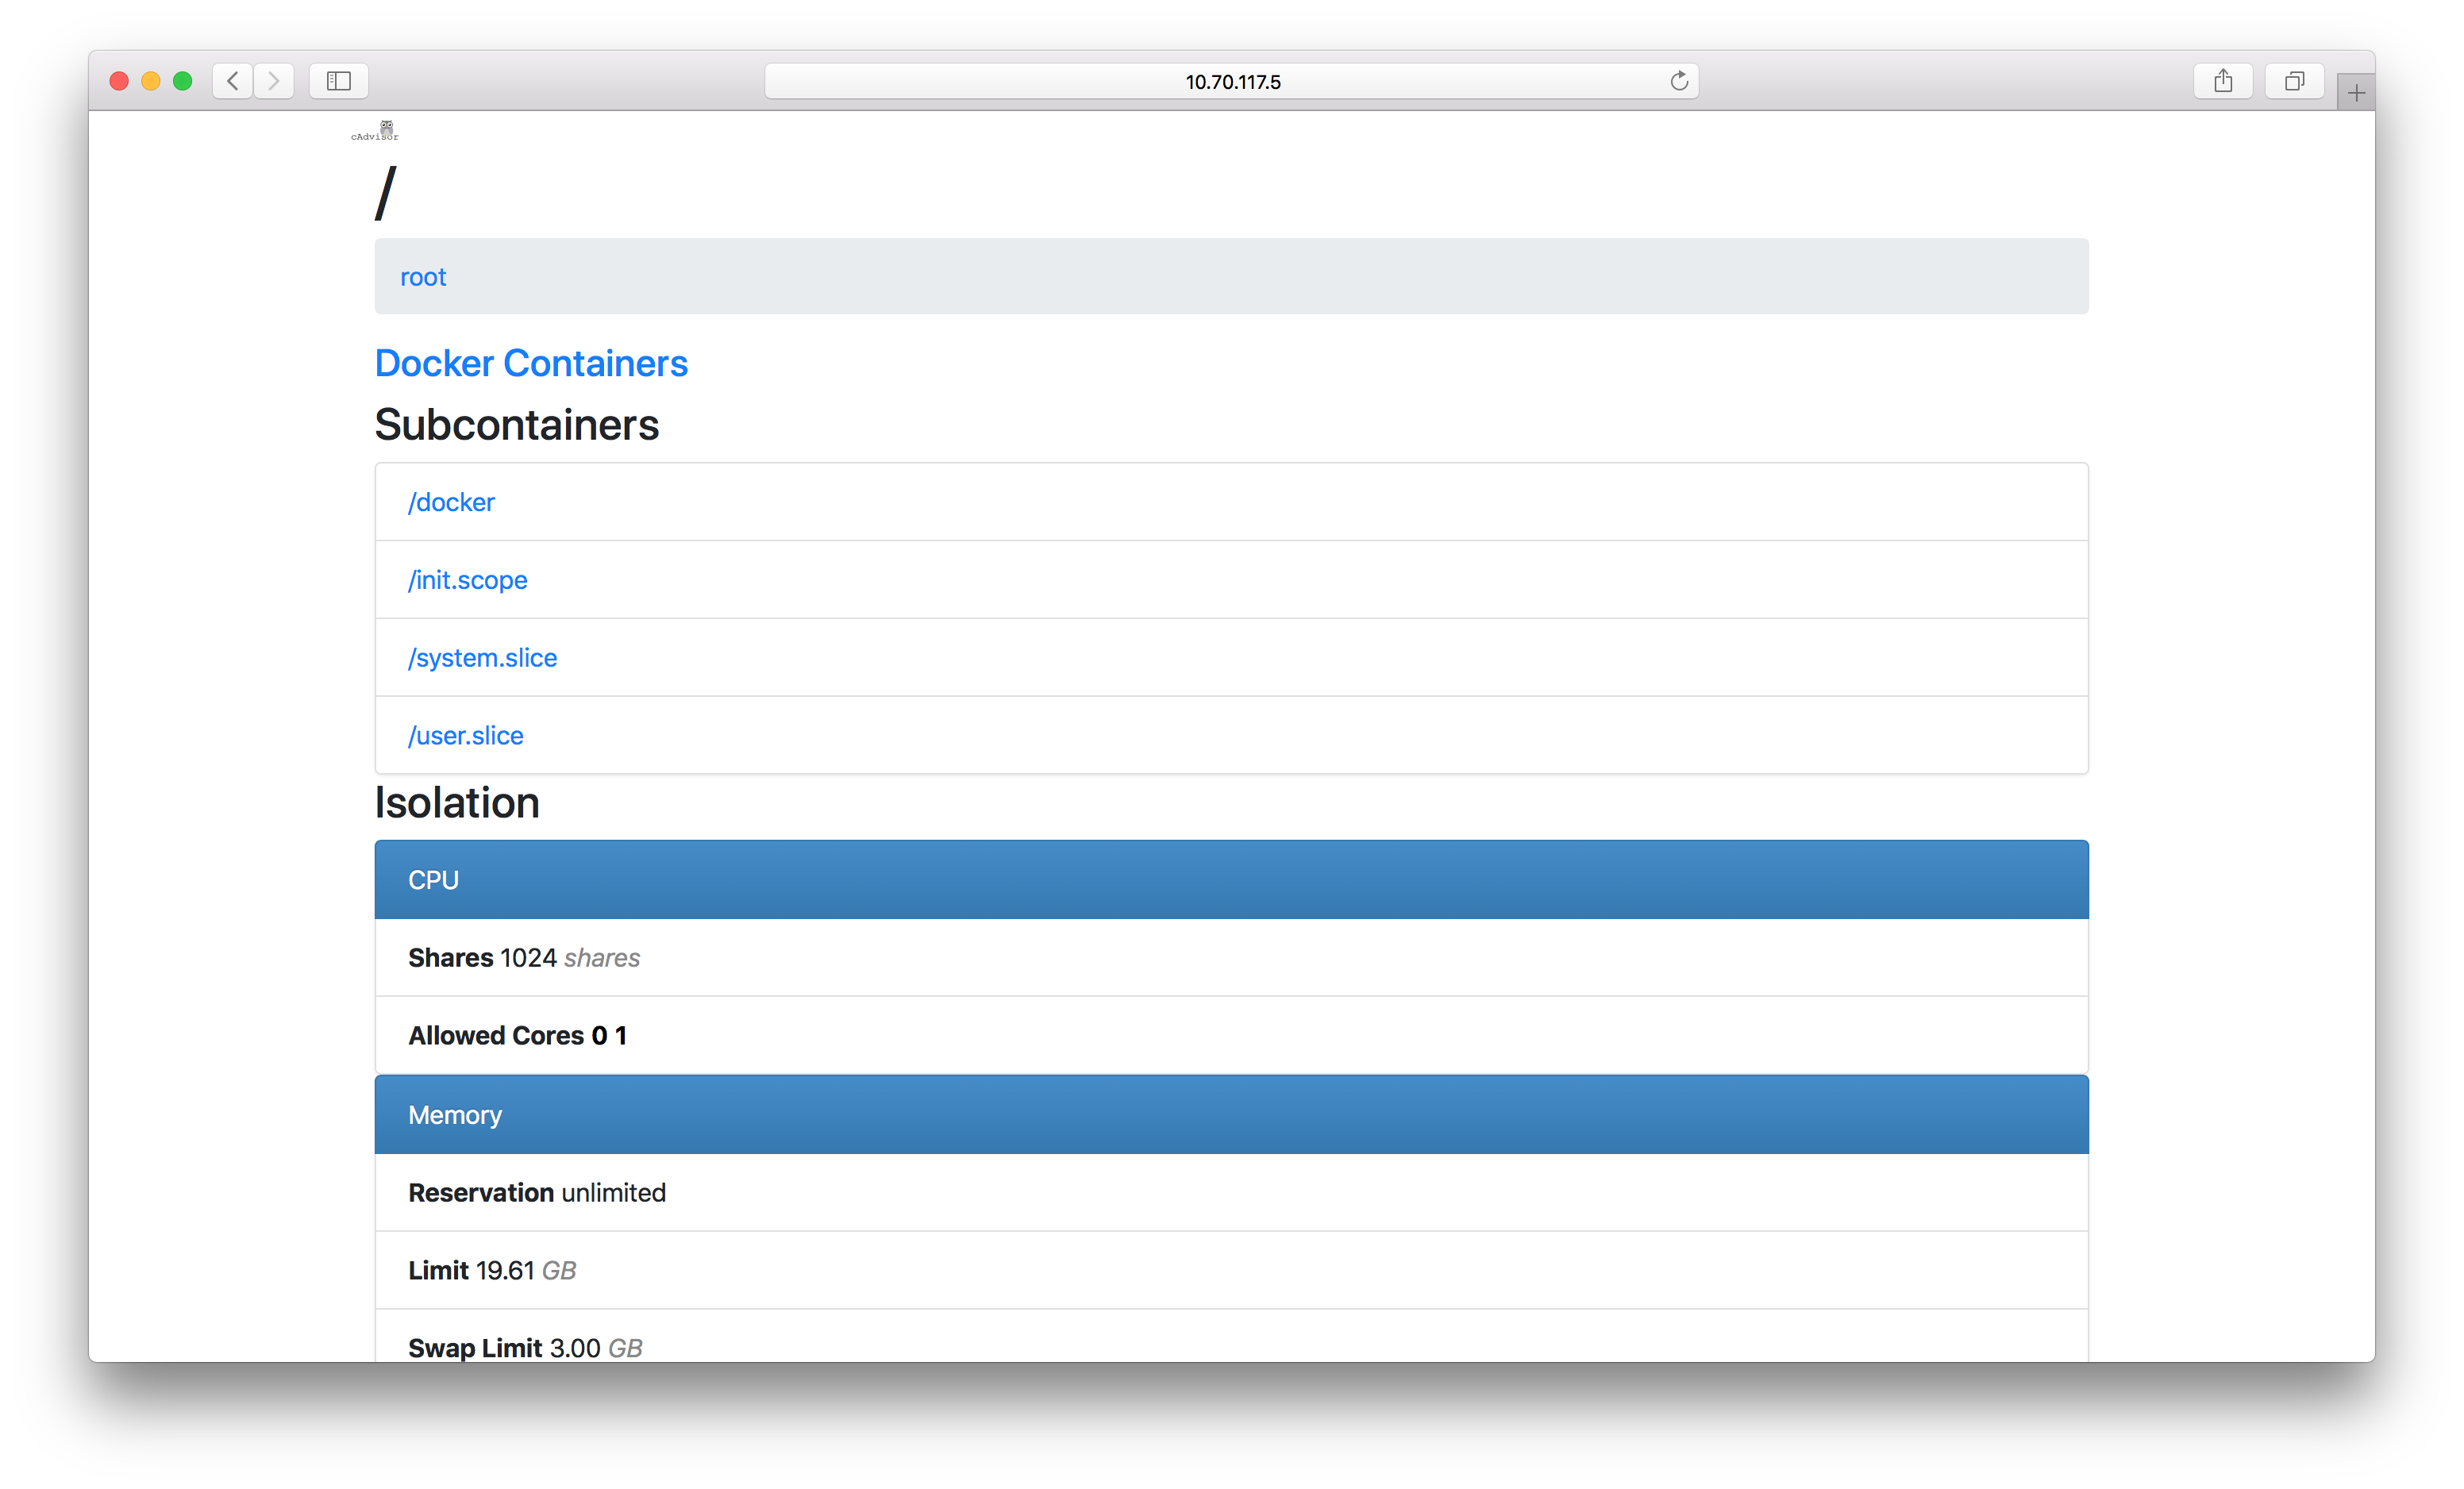 10.70.117.5
cAdvisor
/
root
Docker Containers
Subcontainers
/docker
/init.scope
/system.slice
/user.slice
Isolation
CPU
Shares 1024 shares
Allowed Cores 0 1
Memory
Reservation unlimited
Limit 19.61 GB
Swap Limit 3.00 GB